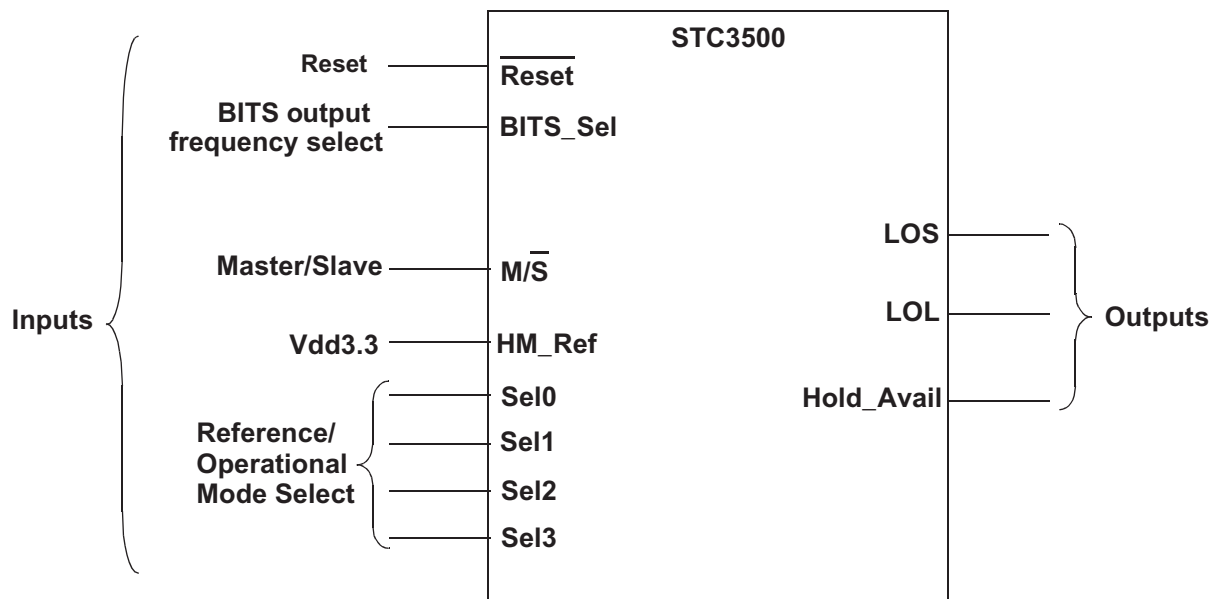 STC3500
Reset
Reset
BITS output
frequency select
BITS_Sel
LOS
Master/Slave
M/S
Inputs
LOL
Outputs
Vdd3.3
HM_Ref
Sel0
Hold_Avail
Reference/
Operational
Mode Select
Sel1
Sel2
Sel3